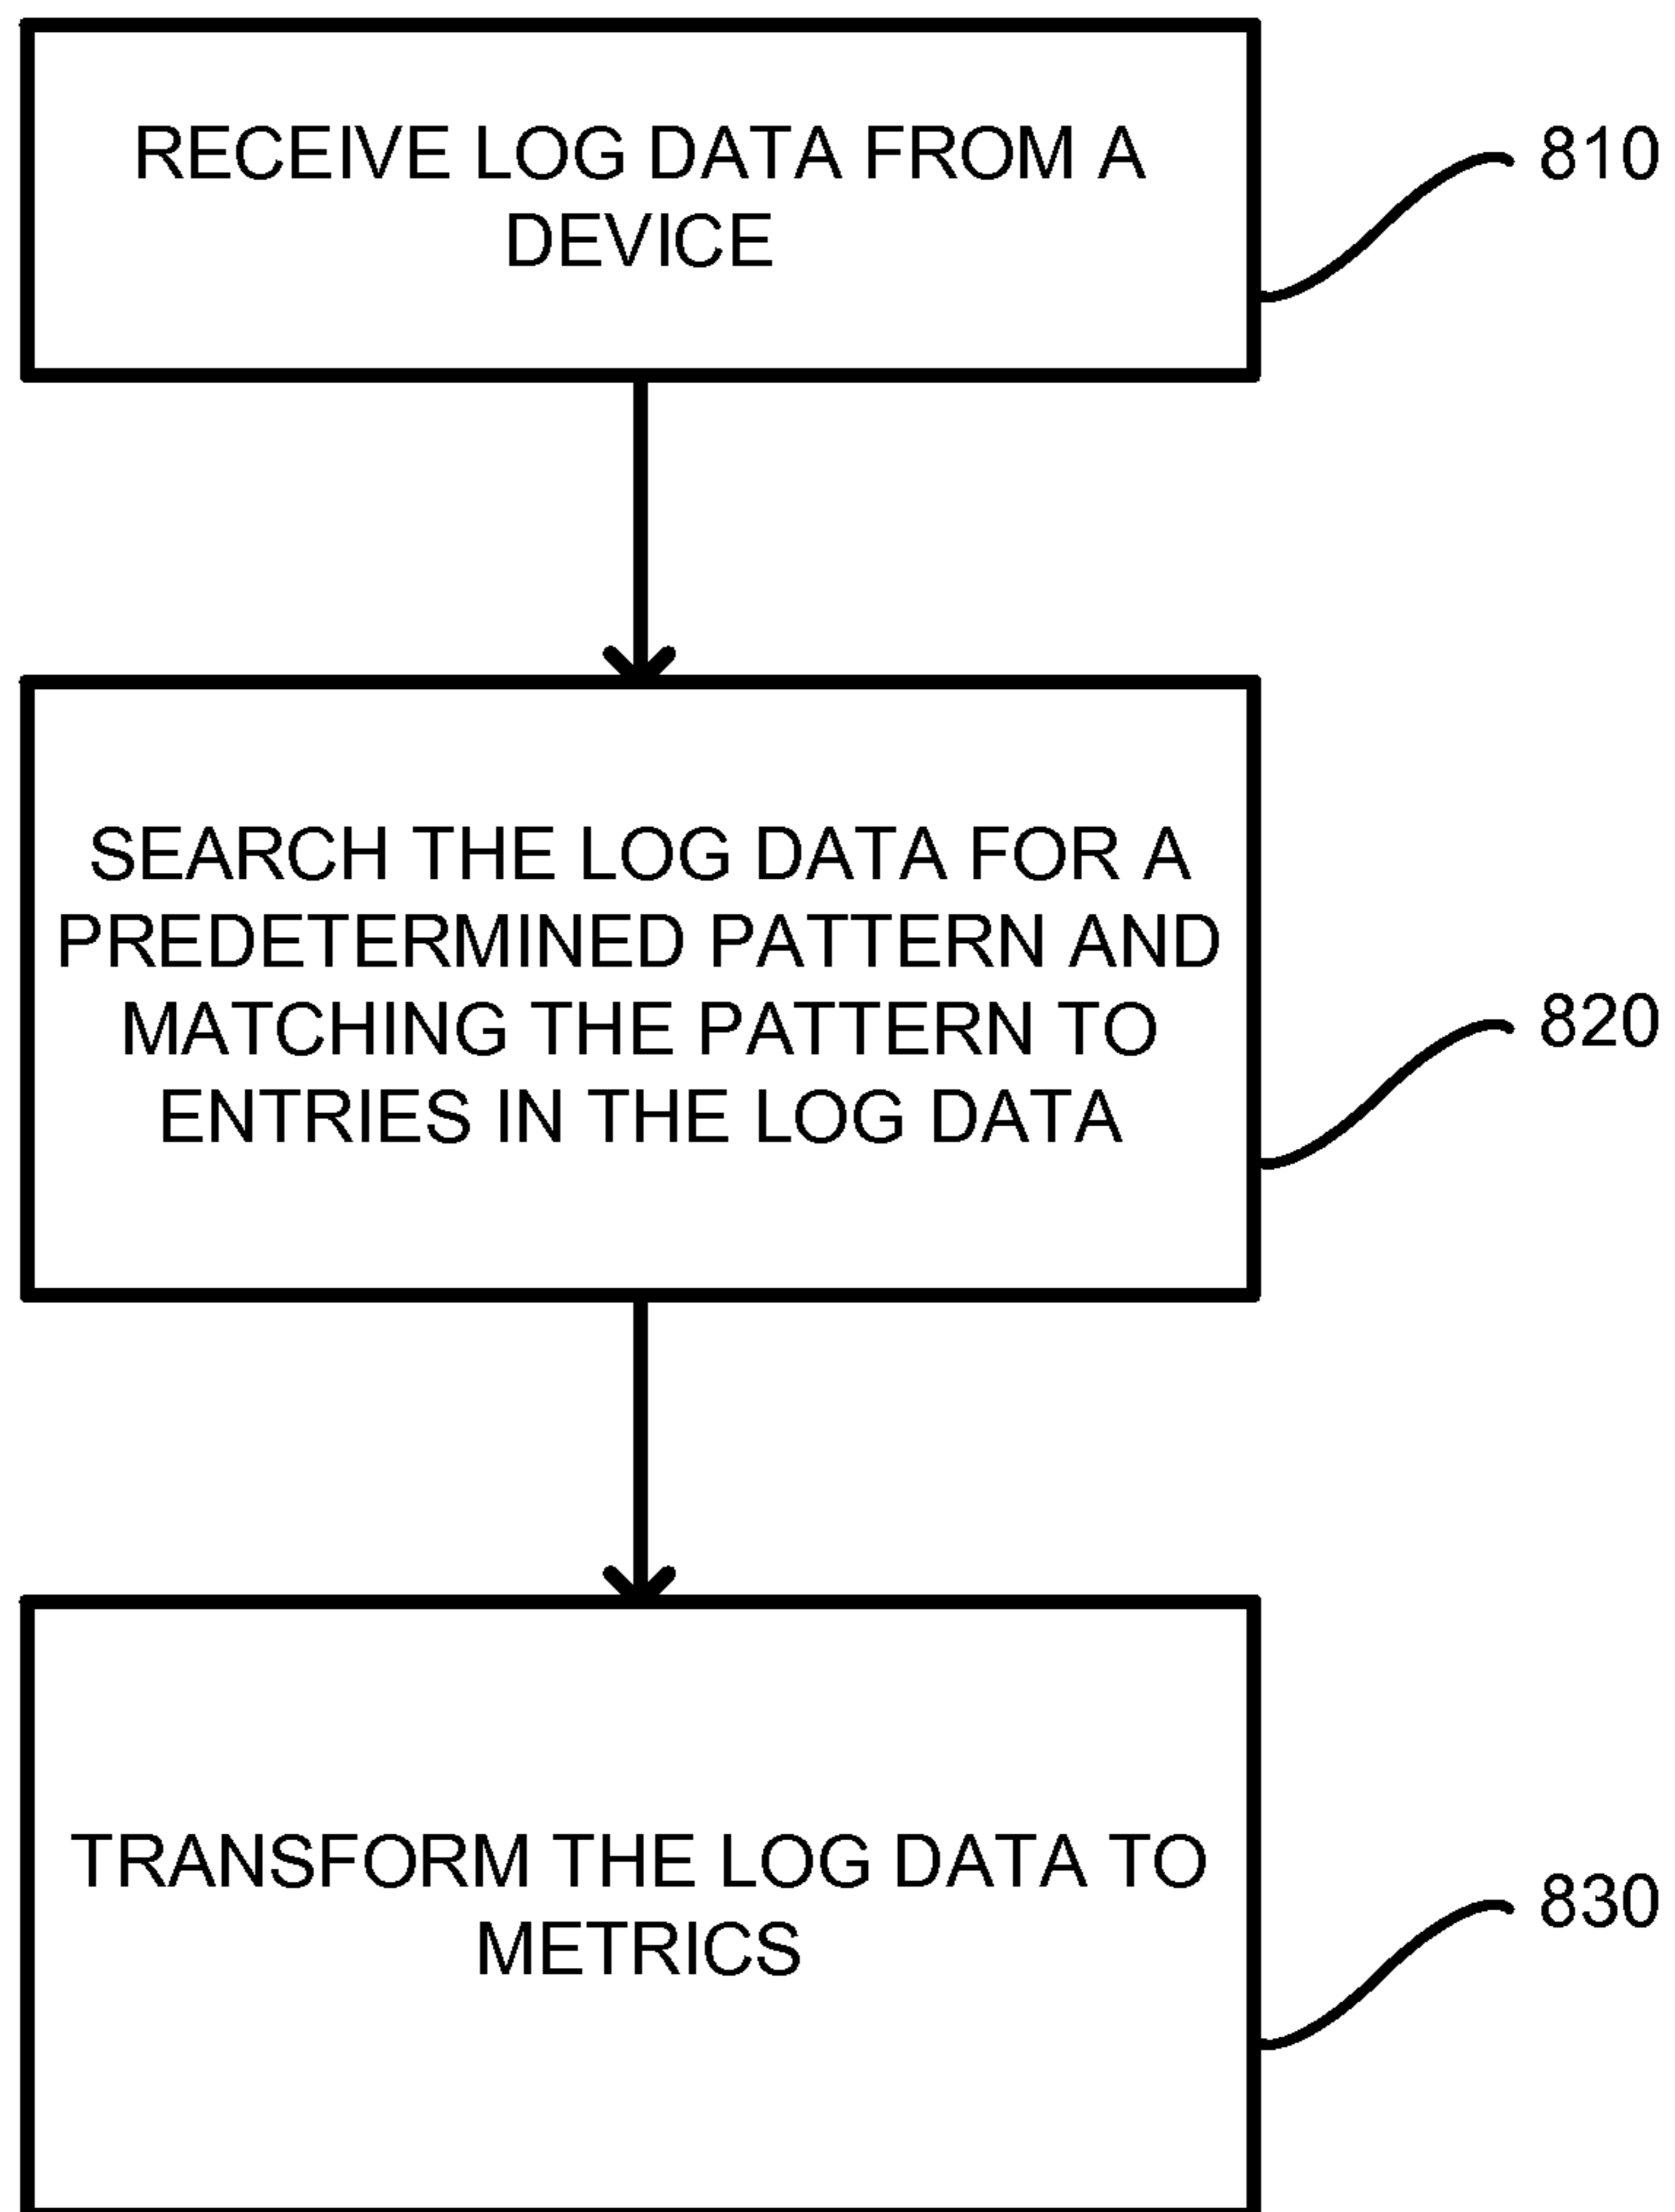 RECEIVE LOG DATA FROM A
DEVICE
810
SEARCH THE LOG DATA FOR A
PREDETERMINED PATTERN AND
MATCHING THE PATTERN TO
ENTRIES IN THE LOG DATA
820
TRANSFORM THE LOG DATA TO
METRICS
830